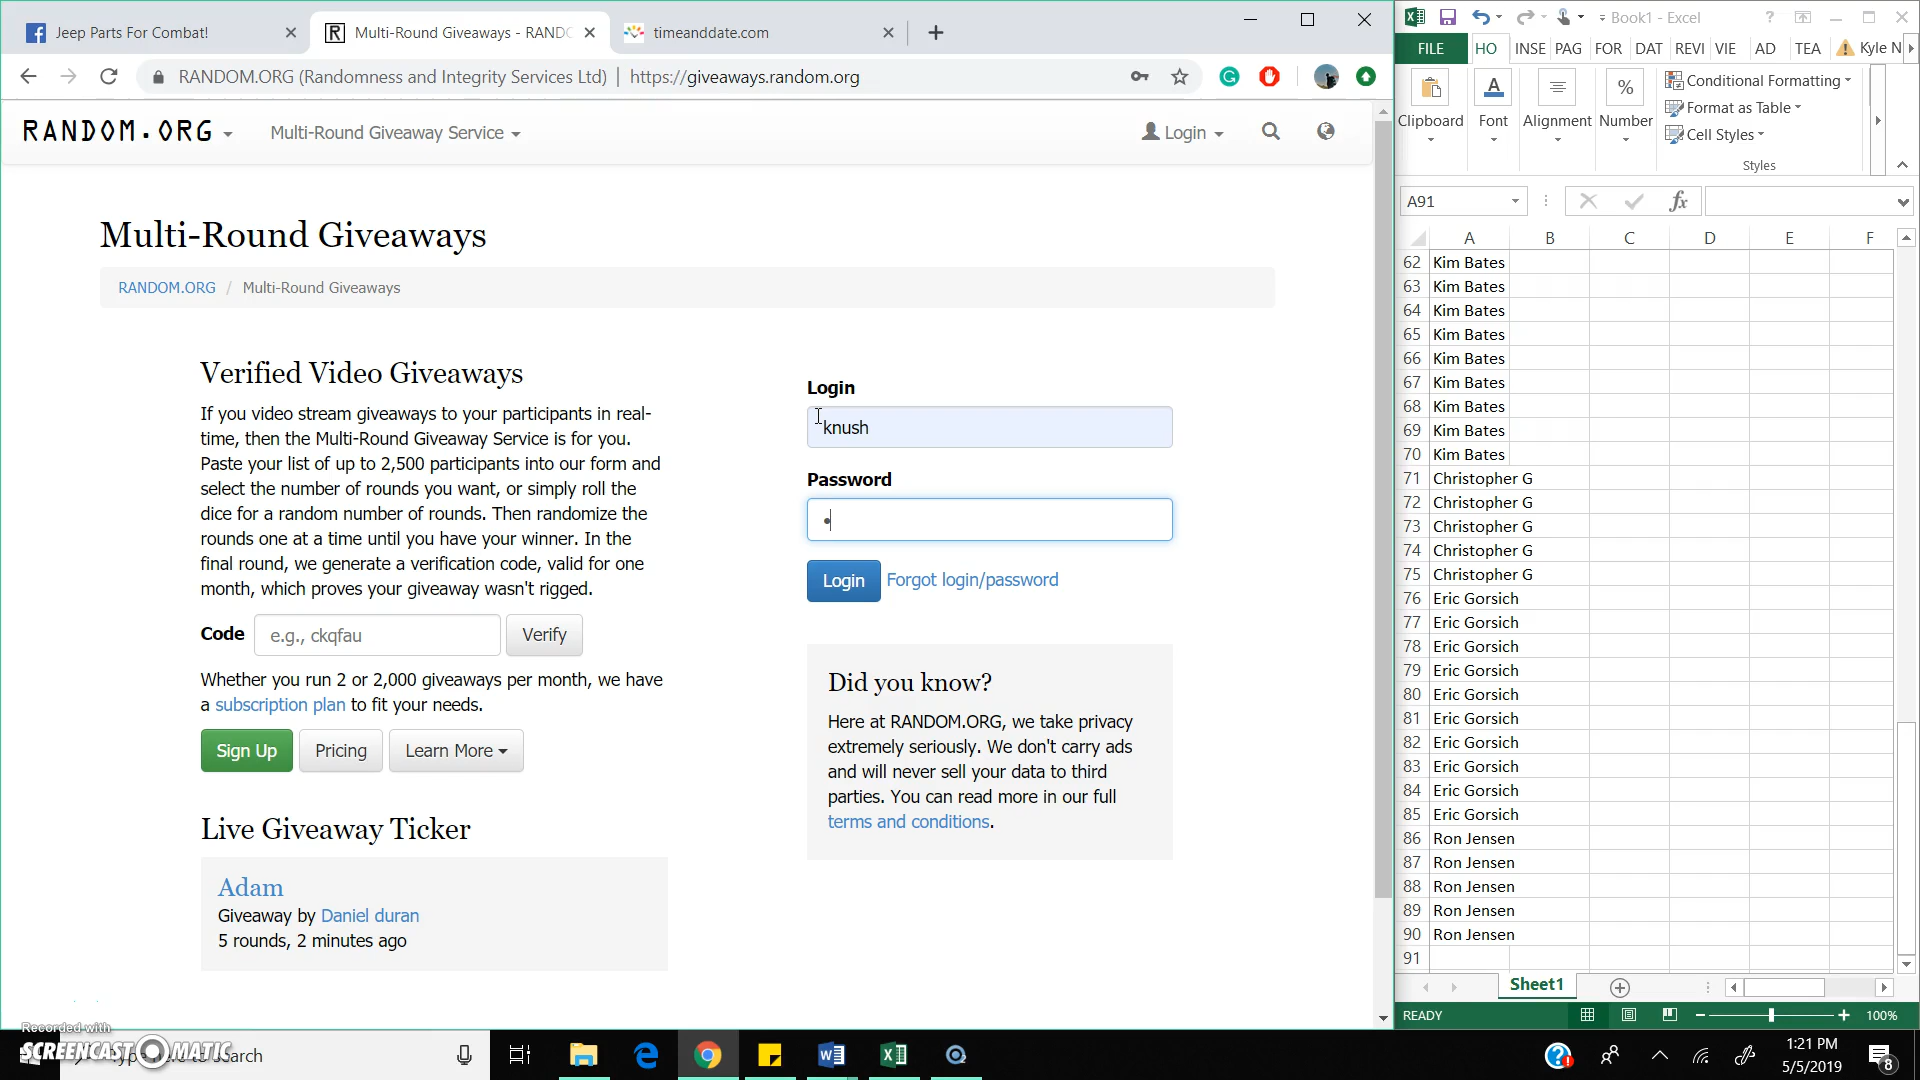 Jeep Parts For Combat!
Multi-Round Giveaways - RANDO
timeanddate.com
RANDOM.ORG (Randomness and Integrity Services Ltd) | https://giveaways.random.org
RANDOM.ORG
Multi-Round Giveaway Service
Login
Multi-Round Giveaways
RANDOM.ORG / Multi-Round Giveaways
Verified Video Giveaways
If you video stream giveaways to your participants in real-
time, then the Multi-Round Giveaway Service is for you.
Paste your list of up to 2,500 participants into our form and
select the number of rounds you want, or simply roll the
dice for a random number of rounds. Then randomize the
rounds one at a time until you have your winner. In the
final round, we generate a verification code, valid for one
month, which proves your giveaway wasn't rigged.
Code
e.g., ckqfau
Verify
Whether you run 2 or 2,000 giveaways per month, we have
a subscription plan to fit your needs.
Sign Up
Pricing
Learn More
Live Giveaway Ticker
Adam
Giveaway by Daniel duran
5 rounds, 2 minutes ago
Login
knush
Password
Login
Forgot login/password
Did you know?
Here at RANDOM.ORG, we take privacy
extremely seriously. We don't carry ads
and will never sell your data to third
parties. You can read more in our full
terms and conditions.
Book1 - Excel
FILE
HO
INSE
PAG
FOR
DAT
REVI
VIE
AD
TEA
Kyle N
Clipboard
Font
Alignment
%
Number
Conditional Formatting
Format as Table
Cell Styles
Styles
A91
fx
A B C D E F
62 Kim Bates
63 Kim Bates
64 Kim Bates
65 Kim Bates
66 Kim Bates
67 Kim Bates
68 Kim Bates
69 Kim Bates
70 Kim Bates
71 Christopher G
72 Christopher G
73 Christopher G
74 Christopher G
75 Christopher G
76 Eric Gorsich
77 Eric Gorsich
78 Eric Gorsich
79 Eric Gorsich
80 Eric Gorsich
81 Eric Gorsich
82 Eric Gorsich
83 Eric Gorsich
84 Eric Gorsich
85 Eric Gorsich
86 Ron Jensen
87 Ron Jensen
88 Ron Jensen
89 Ron Jensen
90 Ron Jensen
91
Sheet1
READY
100%
Recorded with
SCREENCAST-O-MATIC
Type here to search
1:21 PM
5/5/2019
8